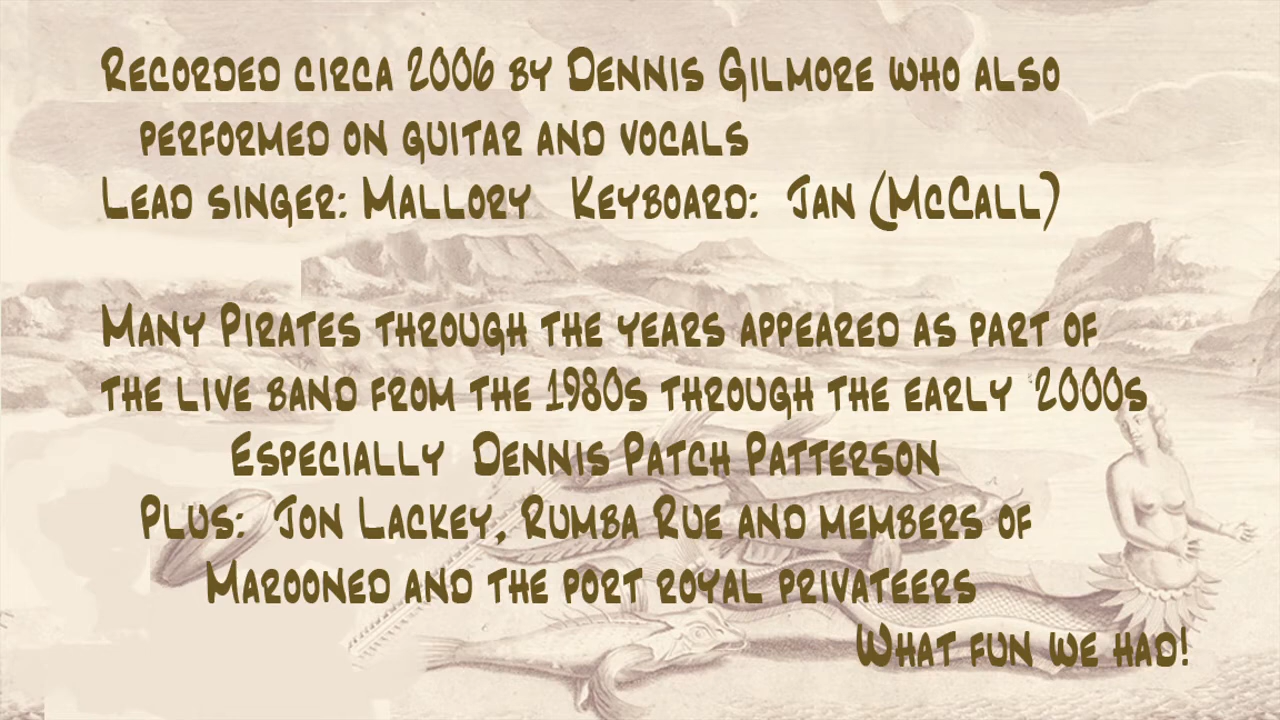 Recorded circa 2006 by Dennis Gilmore who also
performed on guitar and vocals
Lead singer: Mallory Keyboard: Jan (McCall)
Many Pirates through the years appeared as part of
the live band from the 1980s through the early '2000s
Especially Dennis Patch Patterson
Plus: Jon Lackey, Rumba Rue and members of
Marooned and the port royal privateers
What fun we had!